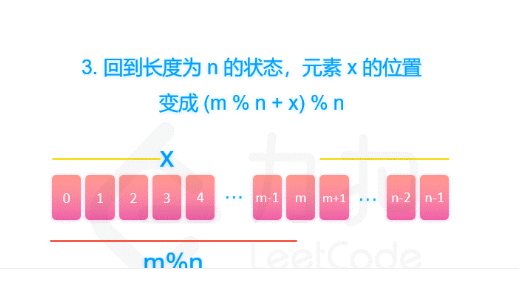 3. 回到长度为 n 的状态，元素 x 的位置
变成 (m % n + x) % n
x
0 1 2 3 4 ··· m-1 m m+1 ··· n-2 n-1
m%n
力扣
LeetCode